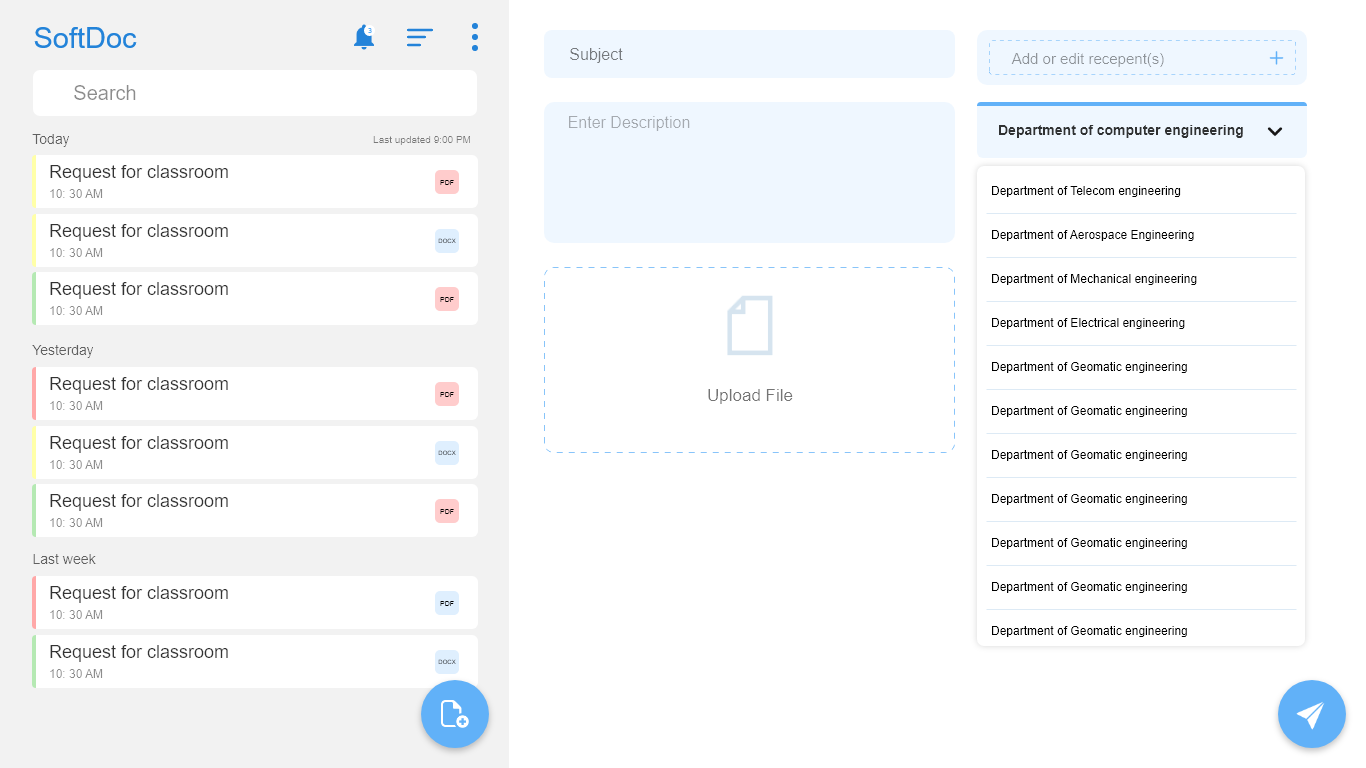 SoftDoc
3
Search
Today
Last updated 9:00 PM
Request for classroom
10: 30 AM
PDF
Request for classroom
10: 30 AM
DOCX
Request for classroom
10: 30 AM
PDF
Yesterday
Request for classroom
10: 30 AM
PDF
Request for classroom
10: 30 AM
DOCX
Request for classroom
10: 30 AM
PDF
Last week
Request for classroom
10: 30 AM
PDF
Request for classroom
10: 30 AM
DOCX
Subject
Enter Description
Upload File
Add or edit recepent(s)
Department of computer engineering
Department of Telecom engineering
Department of Aerospace Engineering
Department of Mechanical engineering
Department of Electrical engineering
Department of Geomatic engineering
Department of Geomatic engineering
Department of Geomatic engineering
Department of Geomatic engineering
Department of Geomatic engineering
Department of Geomatic engineering
Department of Geomatic engineering